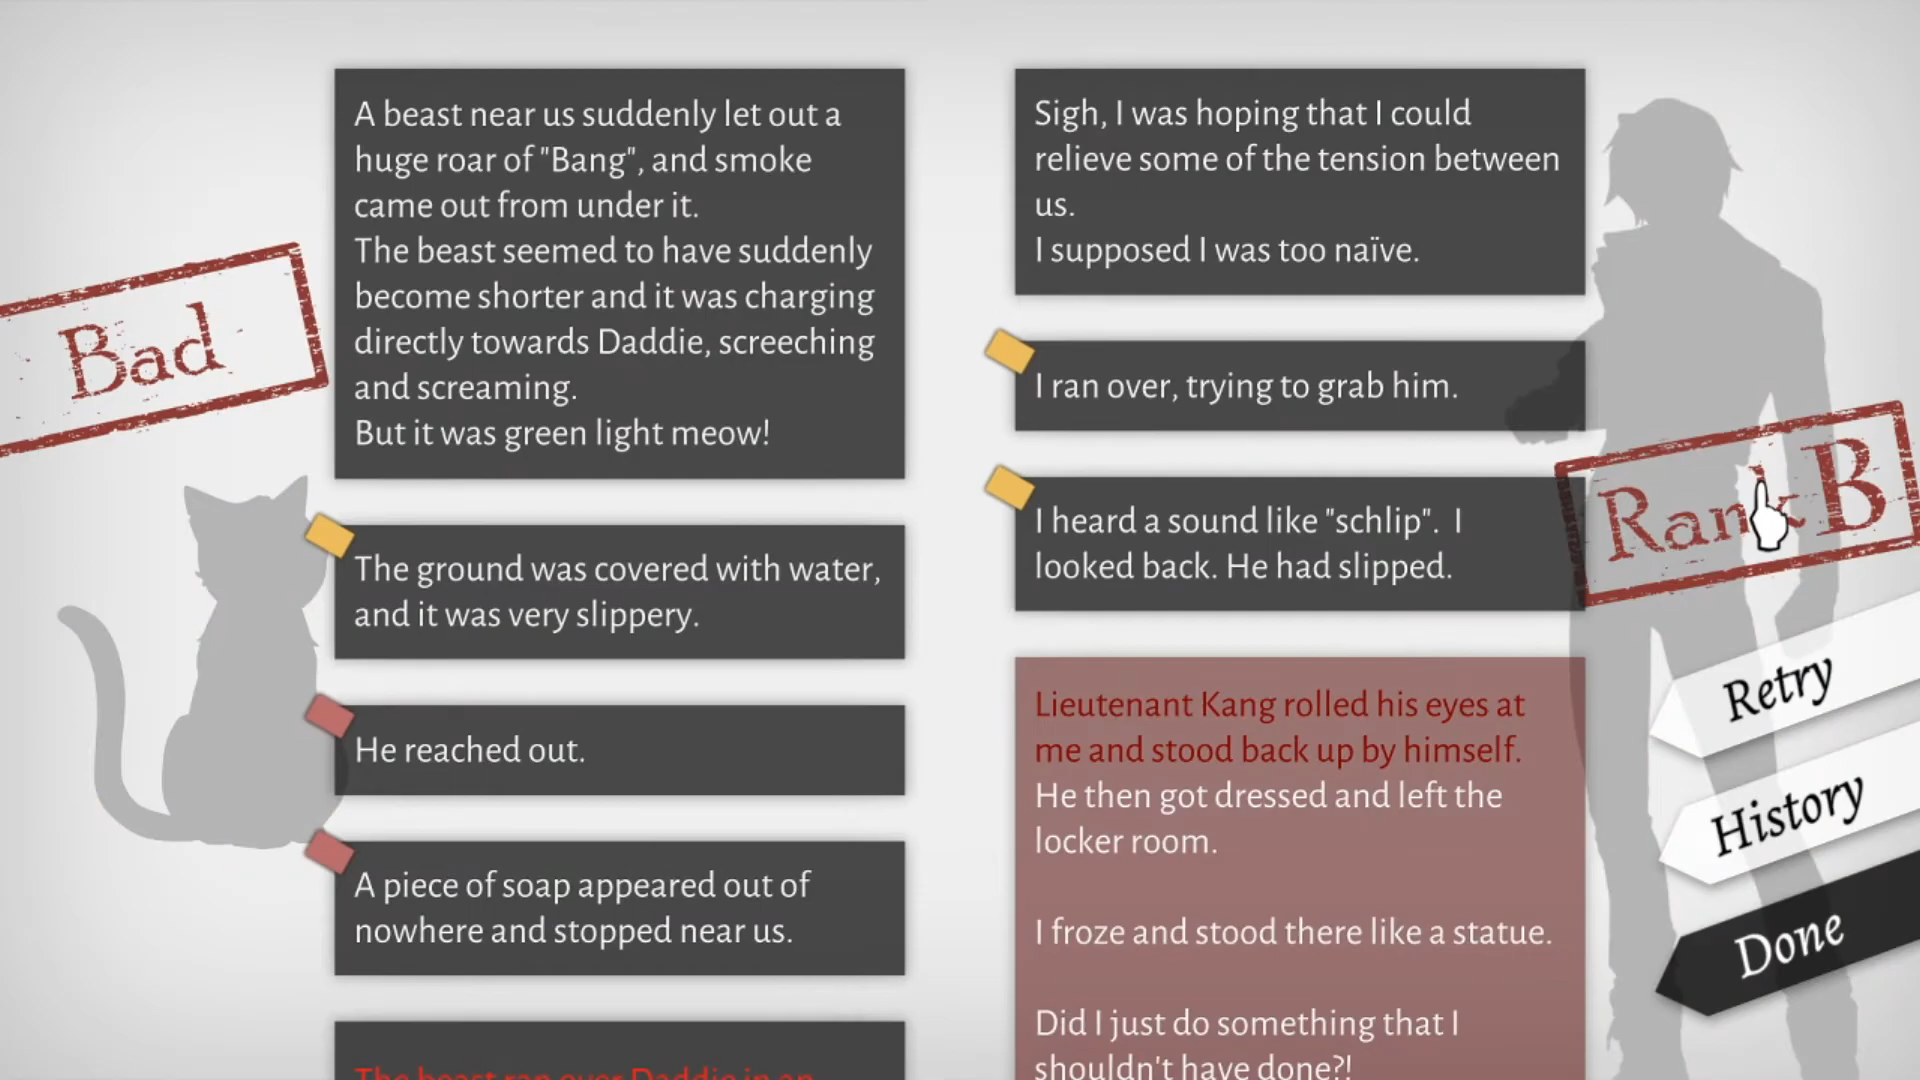 A beast near us suddenly let out a
huge roar of "Bang", and smoke
came out from under it.
The beast seemed to have suddenly
become shorter and it was charging
directly towards Daddie, screeching
and screaming.
But it was green light meow!
Bad
The ground was covered with water,
and it was very slippery.
He reached out.
A piece of soap appeared out of
nowhere and stopped near us.
The beast ran over Daddie in an
Sigh, I was hoping that I could
relieve some of the tension between
us.
I supposed I was too naïve.
I ran over, trying to grab him.
I heard a sound like "schlip".  I
looked back. He had slipped.
Rank B
Lieutenant Kang rolled his eyes at
me and stood back up by himself.
He then got dressed and left the
locker room.
I froze and stood there like a statue.
Did I just do something that I
shouldn't have done?!
Retry
History
Done